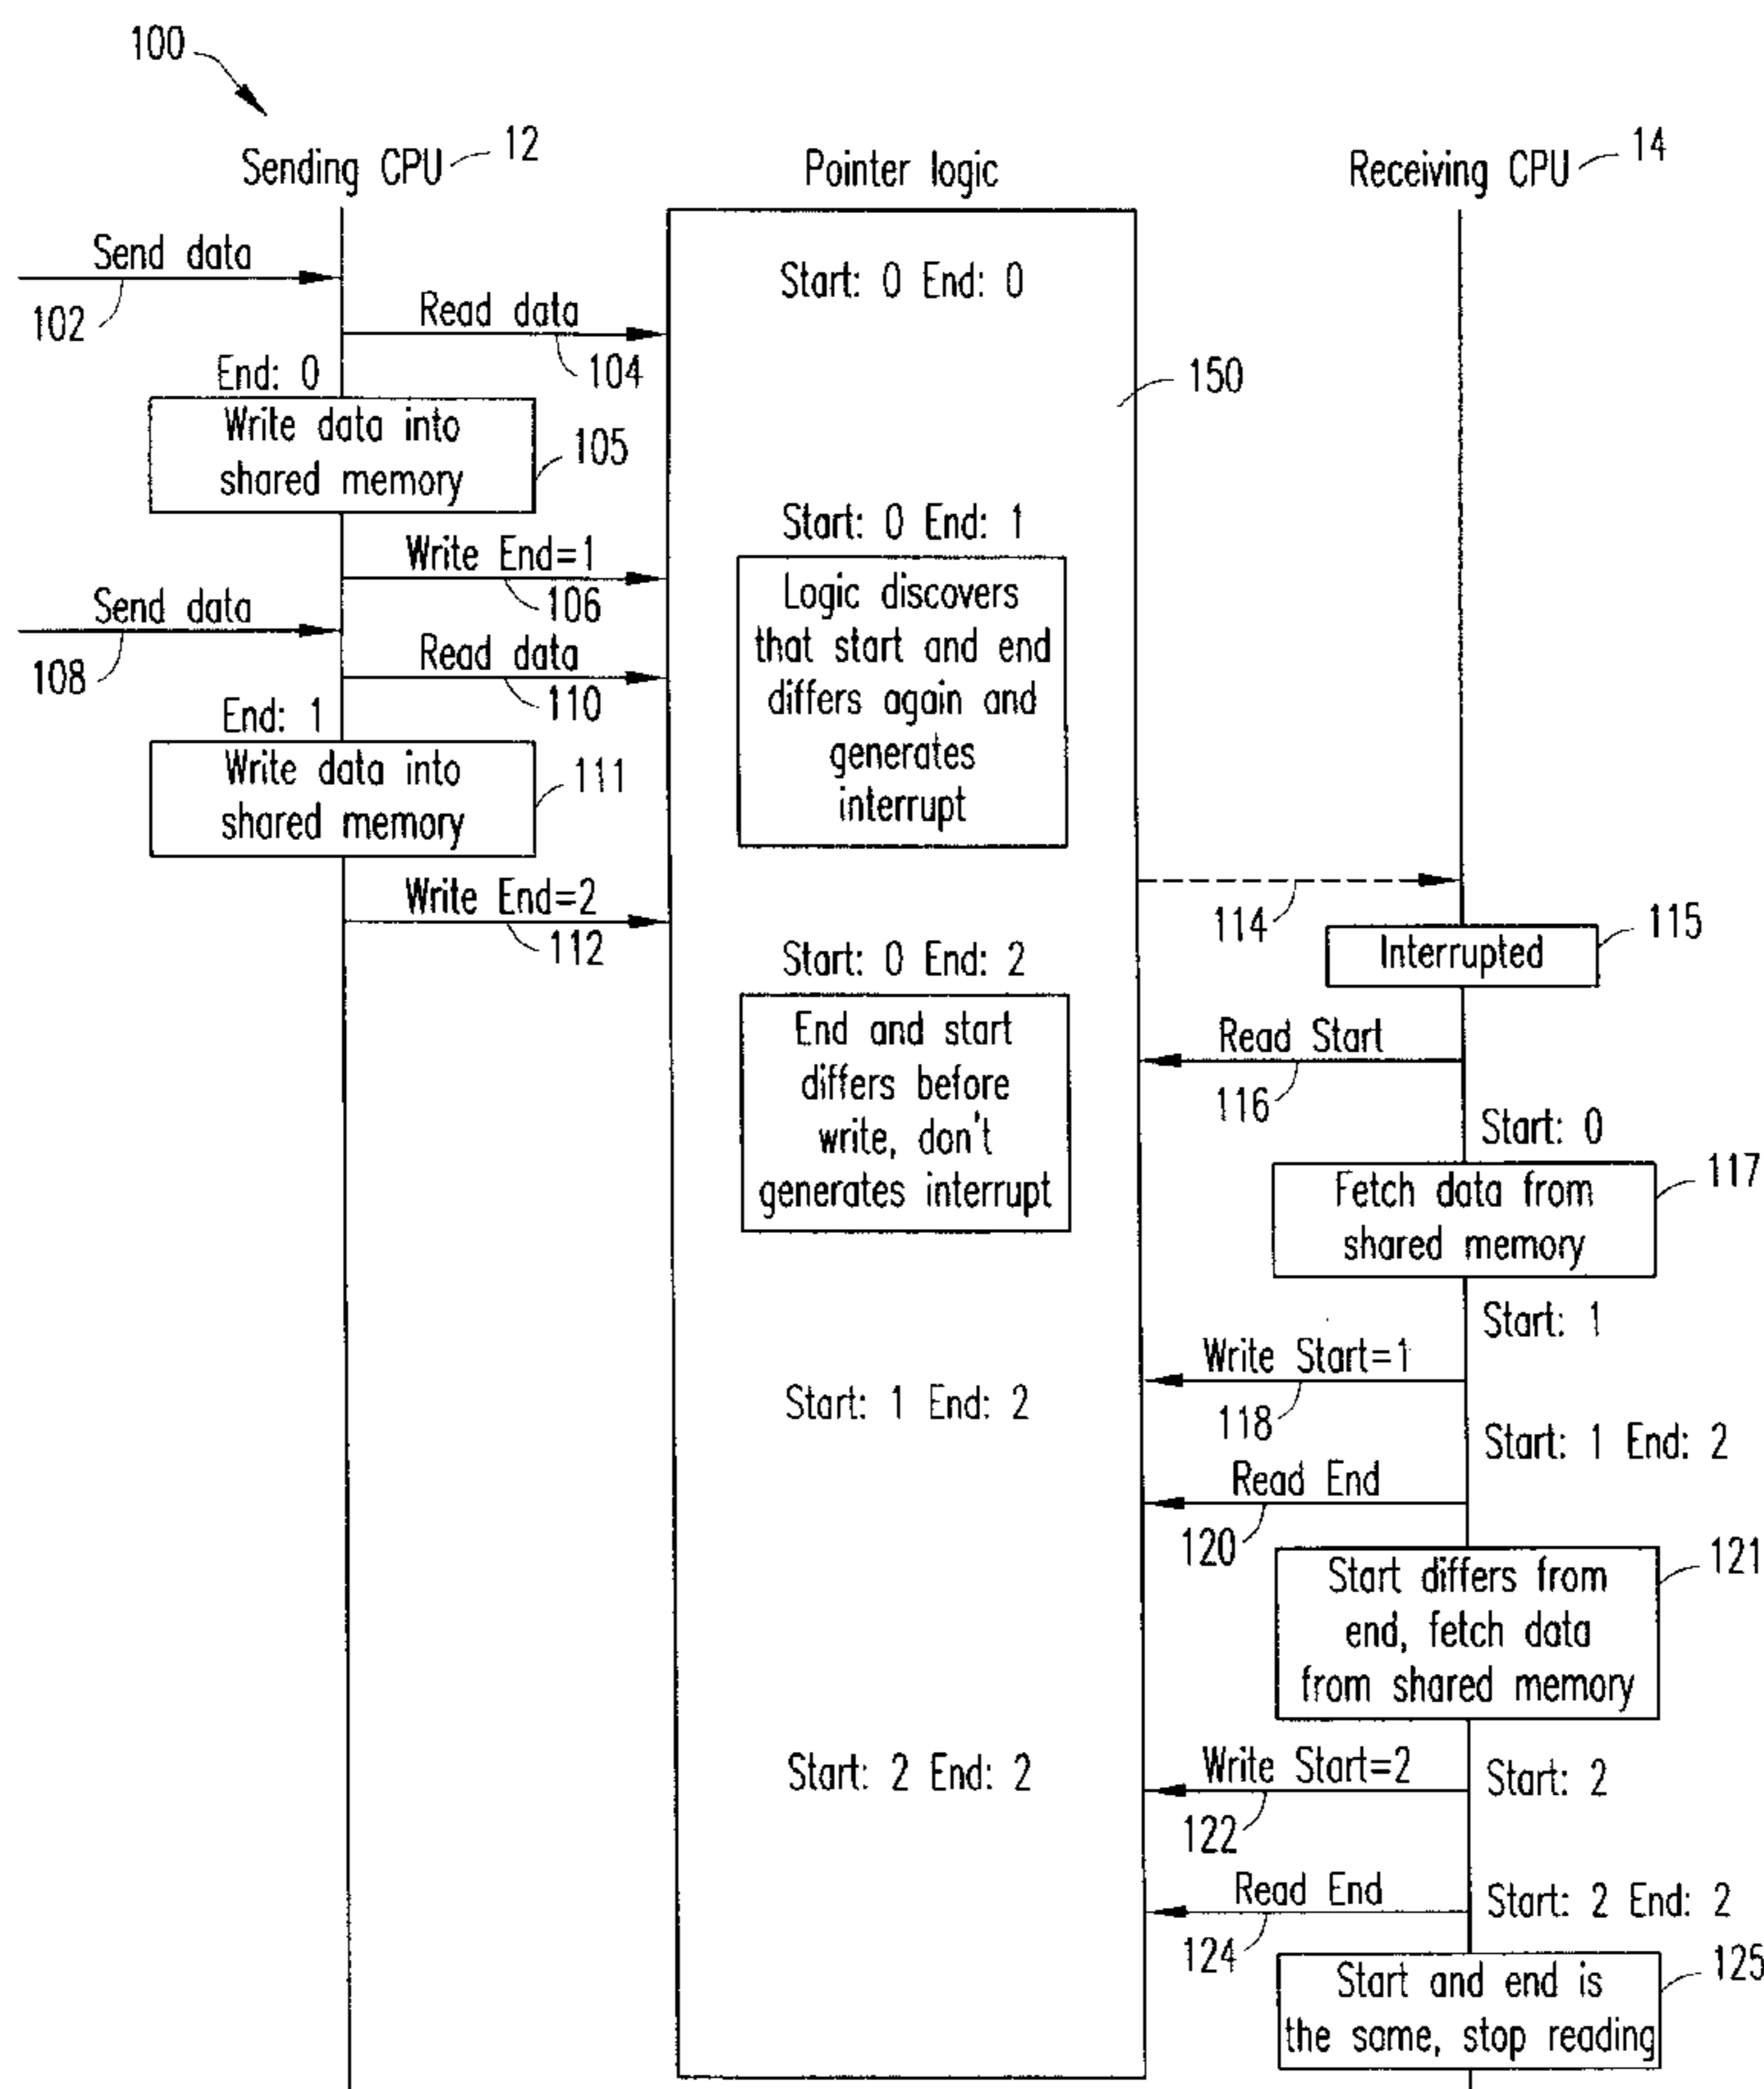 100
Sending CPU 12
Pointer logic
Receiving CPU 14
Send data
102
Start: 0 End: 0
Read data
104
150
End: 0
Write data into
shared memory
105
Start: 0 End: 1
Write End=1
106
Logic discovers
that start and end
differs again and
generates
interrupt
Send data
108
Read data
110
End: 1
Write data into
shared memory
111
114
Write End=2
112
115
Interrupted
Start: 0 End: 2
End and start
differs before
write, don't
generates interrupt
Read Start
116
Start: 0
Fetch data from
shared memory
117
Start: 1
Write Start=1
118
Start: 1 End: 2
Start: 1 End: 2
Read End
120
Start differs from
end, fetch data
from shared memory
121
Start: 2 End: 2
Write Start=2
122
Start: 2
Read End
124
Start: 2 End: 2
Start and end is
the same, stop reading
125